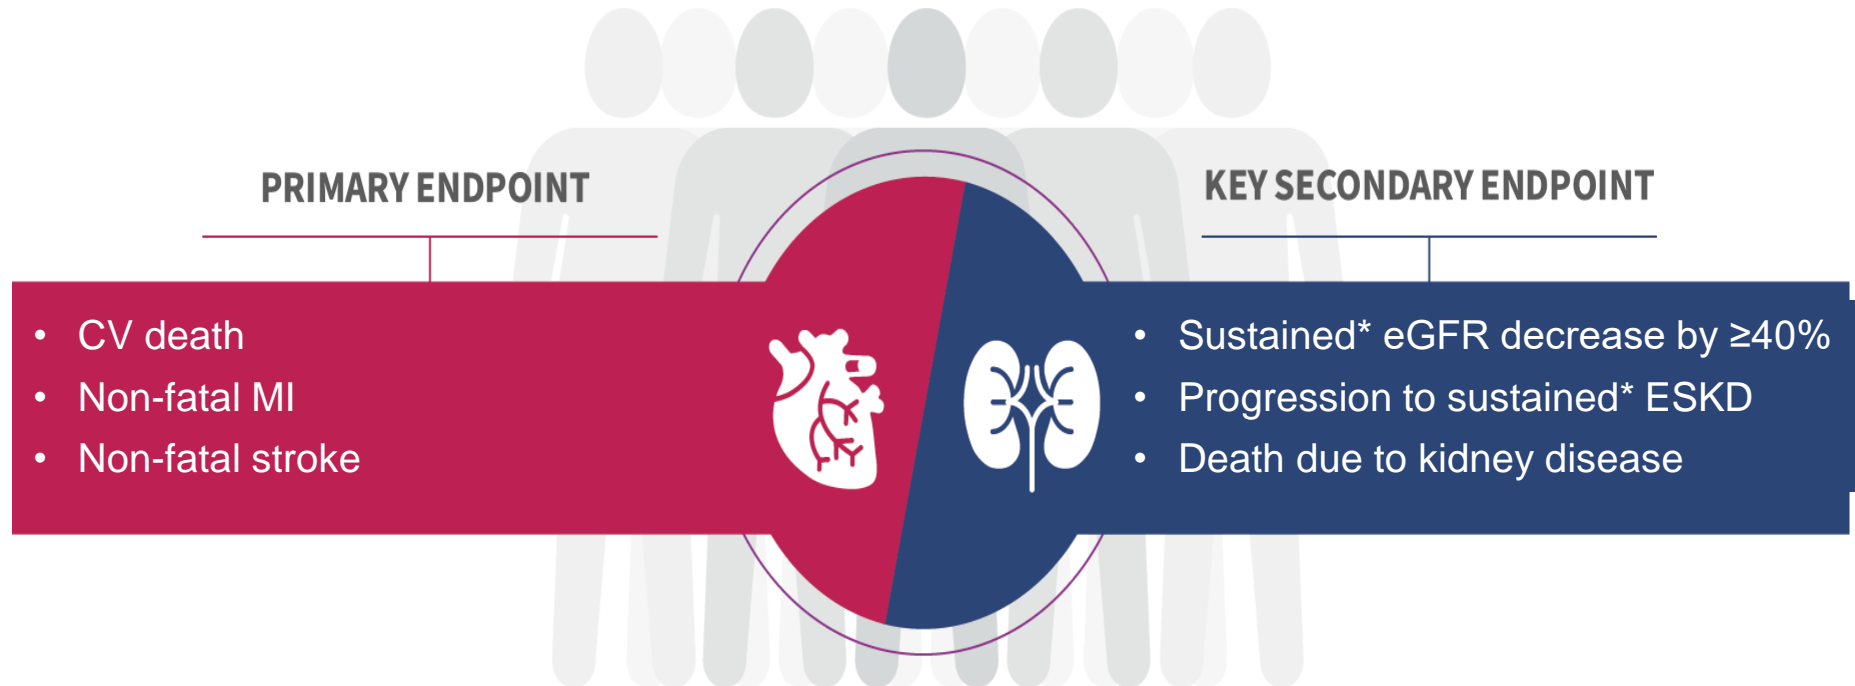 PRIMARY ENDPOINT
• CV death
• Non-fatal MI
• Non-fatal stroke
KEY SECONDARY ENDPOINT
• Sustained* eGFR decrease by ≥40%
• Progression to sustained* ESKD
• Death due to kidney disease